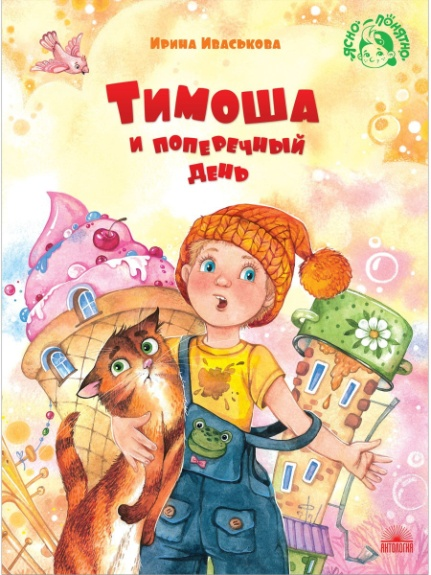 Ирина Иваськова
ЯСНО-ПОНЯТНО
Тимоша
и поперечный
день
АНТОЛОГИЯ